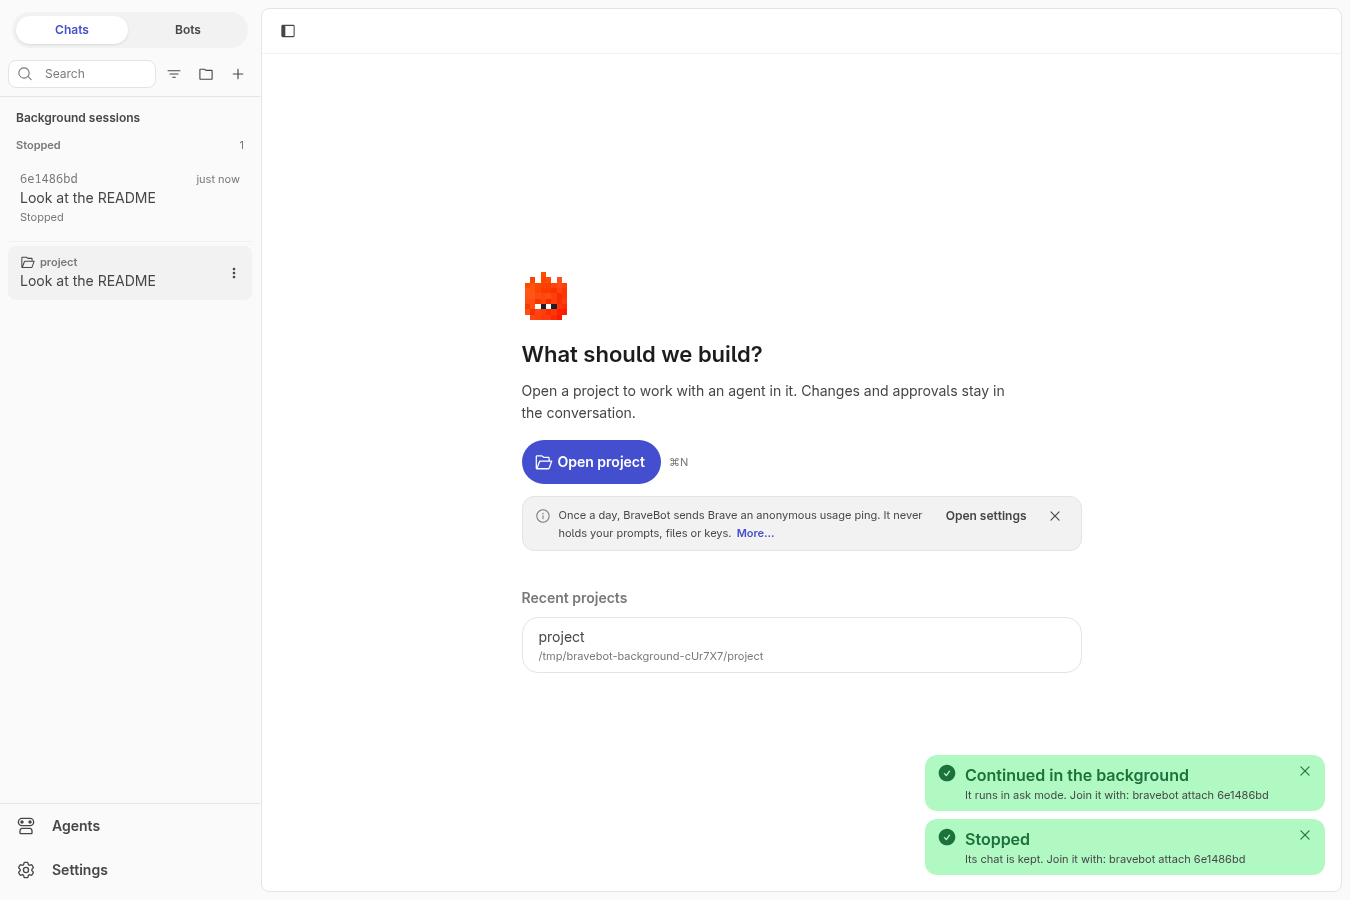 Chats
Bots
Search
Background sessions
Stopped
1
6e1486bd
just now
Look at the README
Stopped
project
Look at the README
Agents
Settings
What should we build?
Open a project to work with an agent in it. Changes and approvals stay in
the conversation.
Open project
⌘N
Once a day, BraveBot sends Brave an anonymous usage ping. It never
holds your prompts, files or keys. More...
Open settings
Recent projects
project
/tmp/bravebot-background-cUr7X7/project
Continued in the background
It runs in ask mode. Join it with: bravebot attach 6e1486bd
Stopped
Its chat is kept. Join it with: bravebot attach 6e1486bd